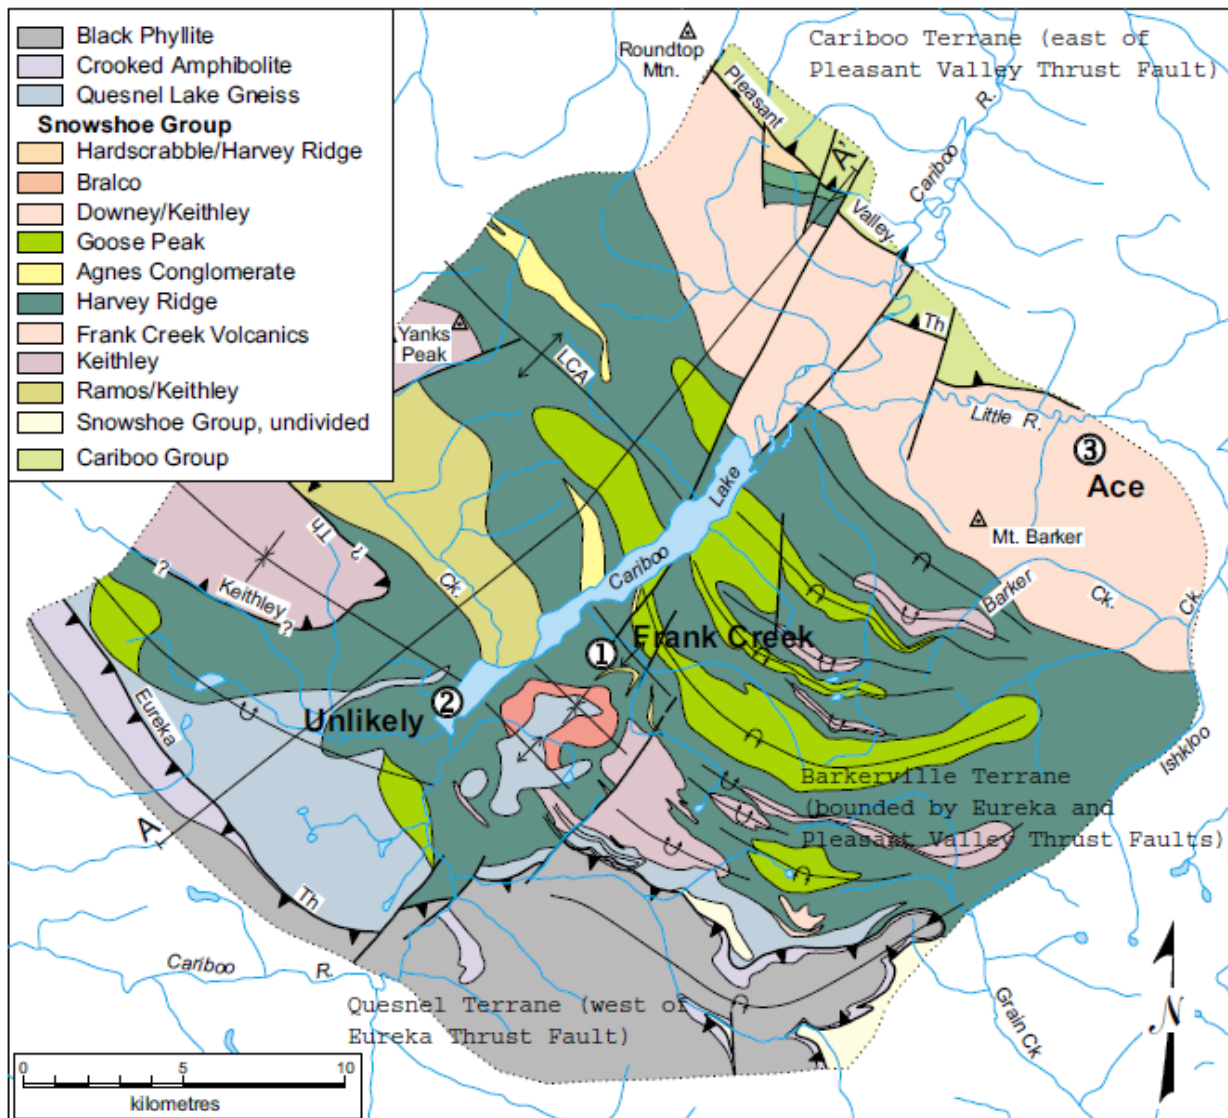 Black Phyllite
Crooked Amphibolite
Quesnel Lake Gneiss
Snowshoe Group
Hardscrabble/Harvey Ridge
Bralco
Downey/Keithley
Goose Peak
Agnes Conglomerate
Harvey Ridge
Frank Creek Volcanics
Keithley
Ramos/Keithley
Snowshoe Group, undivided
Cariboo Group
Roundtop
Mtn.
Cariboo Terrane (east of
Pleasant Valley Thrust Fault)
Pleasant
Valley
Th
A'
Cariboo
R.
Yanks
Peak
LCA
Little R.
3
Ace
Mt. Barker
Barker
Ck.
Ck.
Ishkloo
Cariboo
Lake
Th
?
?
Keithley
?
Ck.
1
Frank Creek
2
Unlikely
Eureka
Th
A
Barkerville Terrane
(bounded by Eureka and
Pleasant Valley Thrust Faults)
Cariboo
R.
Quesnel Terrane (west of
Eureka Thrust Fault)
Grain Ck
N
0
5
10
kilometres